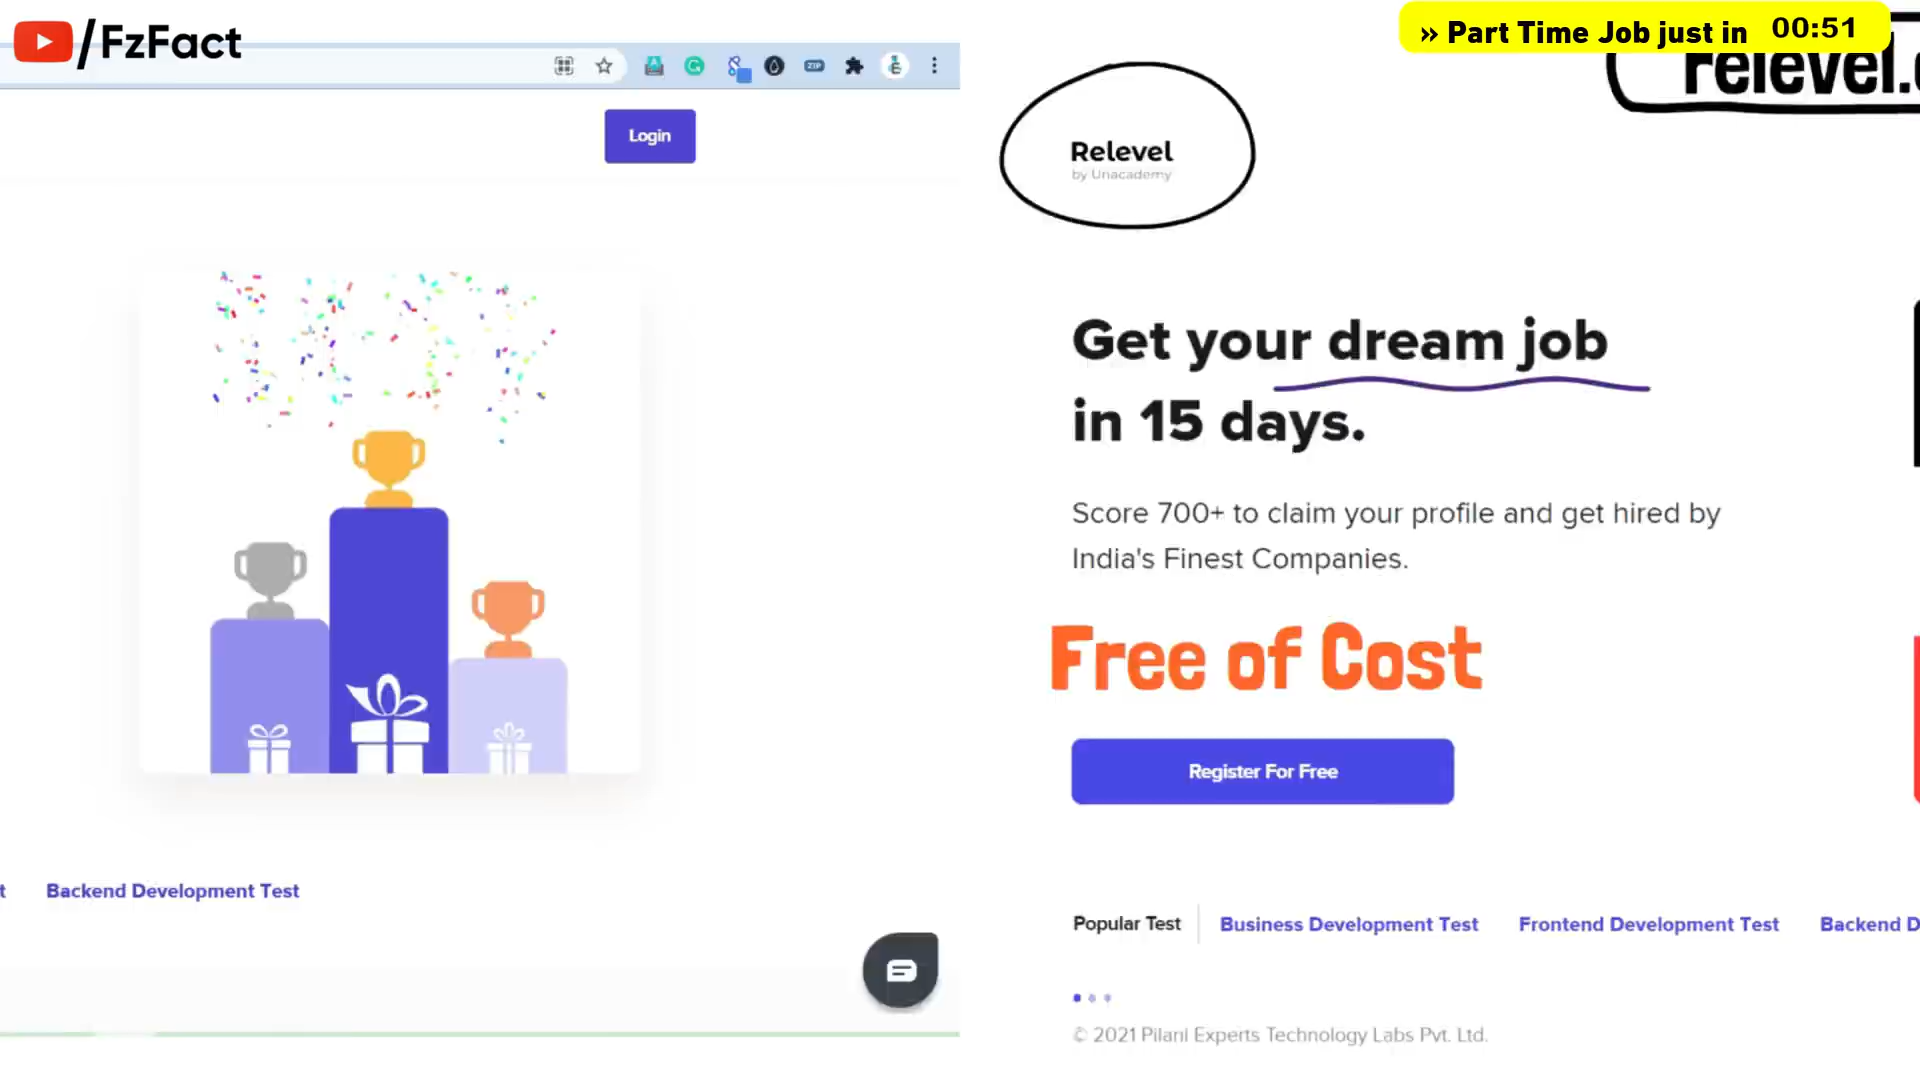 /FzFact
» Part Time Job just in 00:51
relevel.
Login
ZIP
Relevel
by Unacademy
Get your dream job
in 15 days.
Score 700+ to claim your profile and get hired by
India's Finest Companies.
Free of Cost
Register For Free
t Backend Development Test
Popular Test Business Development Test Frontend Development Test Backend D
© 2021 Pilani Experts Technology Labs Pvt. Ltd.